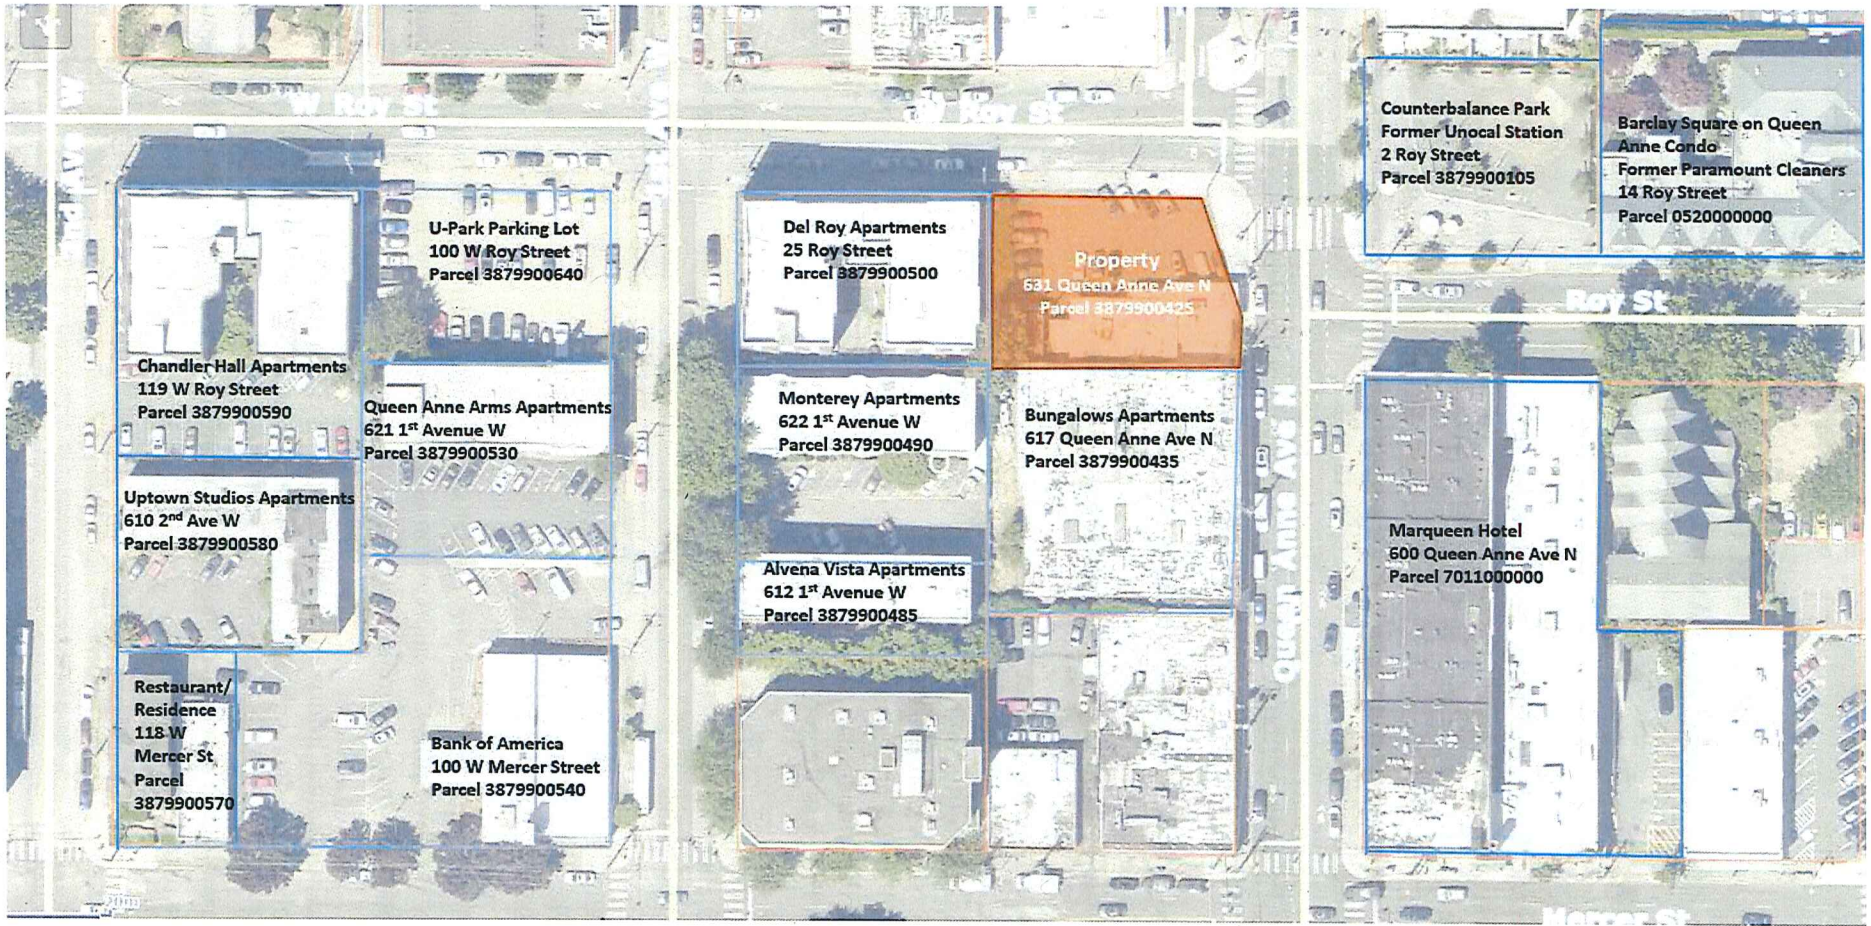 W Roy St
W Roy St
Counterbalance Park
Former Unocal Station
2 Roy Street
Parcel 3879900105
Barclay Square on Queen
Anne Condo
Former Paramount Cleaners
14 Roy Street
Parcel 0520000000
U-Park Parking Lot
100 W Roy Street
Parcel 3879900640
Del Roy Apartments
25 Roy Street
Parcel 3879900500
Property
631 Queen Anne Ave N
Parcel 3879900425
Roy St
Chandler Hall Apartments
119 W Roy Street
Parcel 3879900590
Queen Anne Arms Apartments
621 1st Avenue W
Parcel 3879900530
Monterey Apartments
622 1st Avenue W
Parcel 3879900490
Bungalows Apartments
617 Queen Anne Ave N
Parcel 3879900435
Uptown Studios Apartments
610 2nd Ave W
Parcel 3879900580
Alvena Vista Apartments
612 1st Avenue W
Parcel 3879900485
Marqueen Hotel
600 Queen Anne Ave N
Parcel 7011000000
Queen Anne Ave N
Restaurant/
Residence
118 W
Mercer St
Parcel
3879900570
Bank of America
100 W Mercer Street
Parcel 3879900540
Mercer St